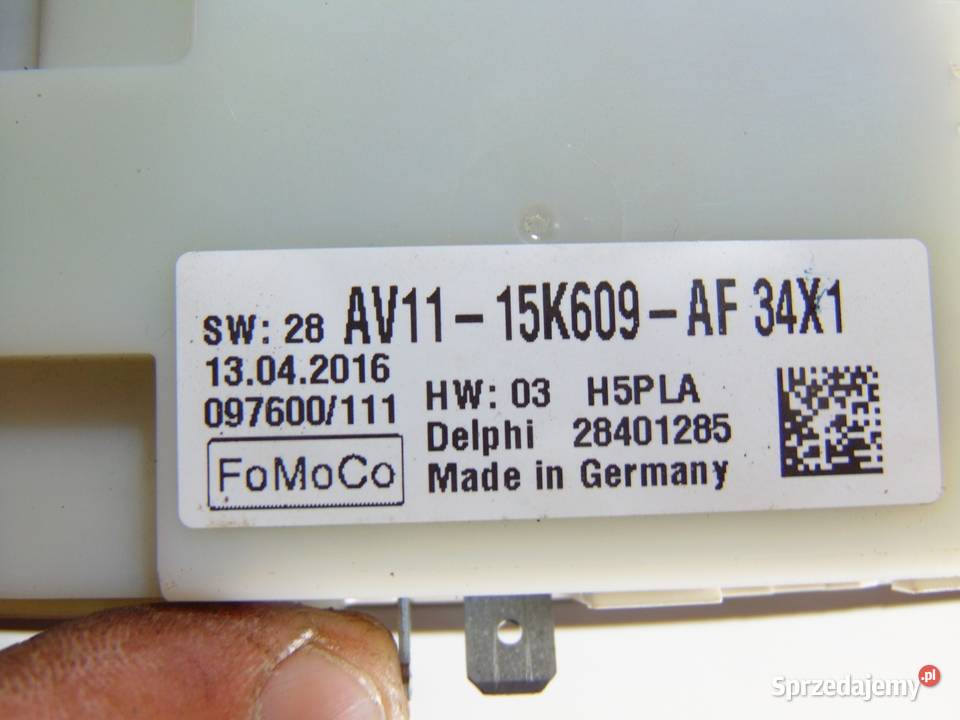 SW: 28 AV11-15K609-AF 34X1
13.04.2016
097600/111
HW: 03 H5PLA
Delphi 28401285
Made in Germany
FoMoCo
Sprzedajemy.pl